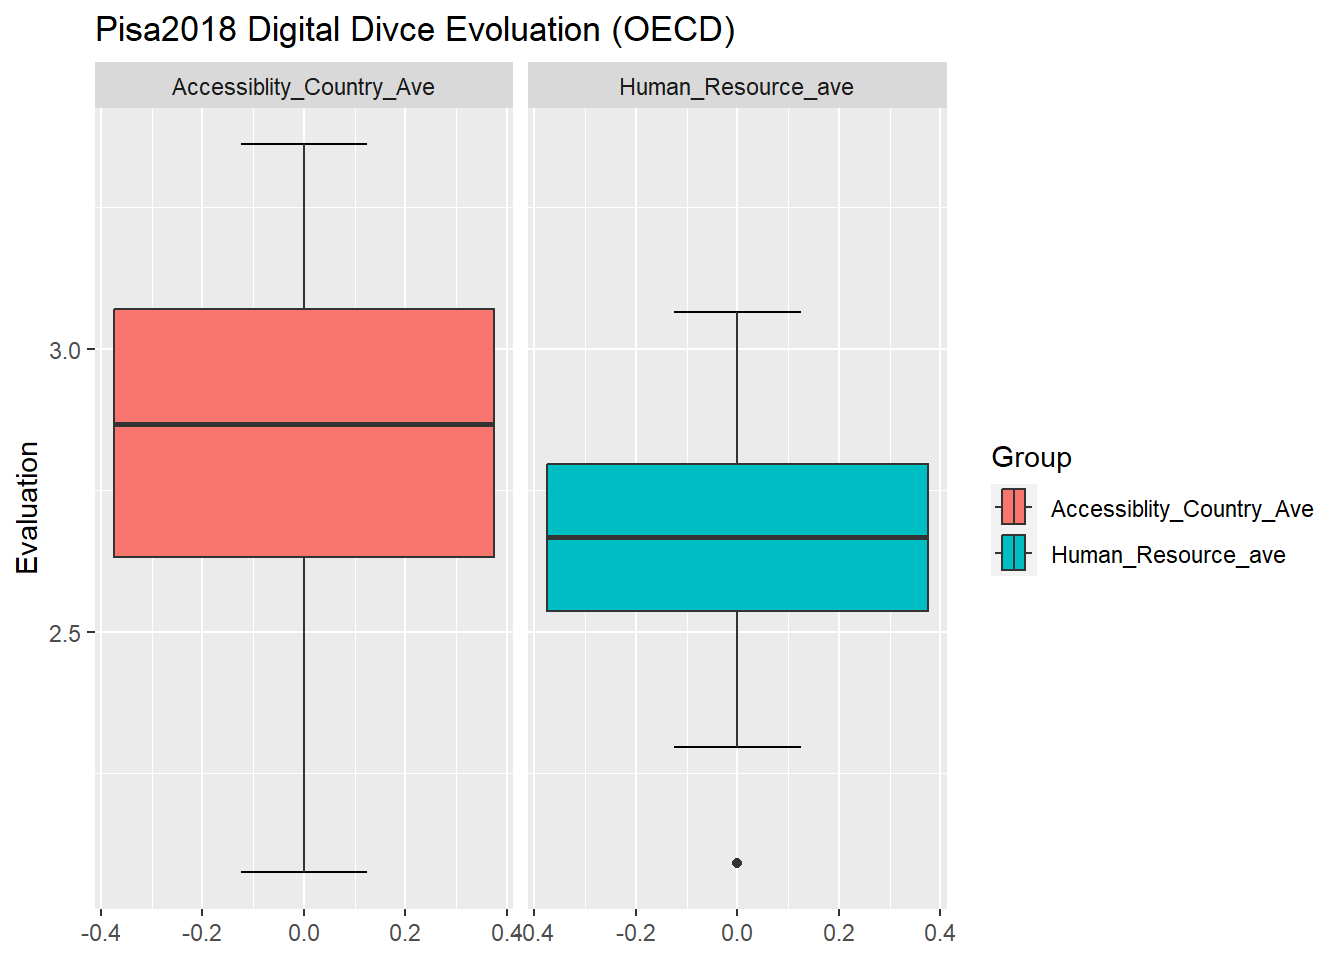 Pisa2018 Digital Divce Evoluation (OECD)
Accessiblity_Country_Ave
Human_Resource_ave
3.0
2.5
Evaluation
-0.4 -0.2 0.0 0.2 0.4
-0.4 -0.2 0.0 0.2 0.4
Group
Accessiblity_Country_Ave
Human_Resource_ave